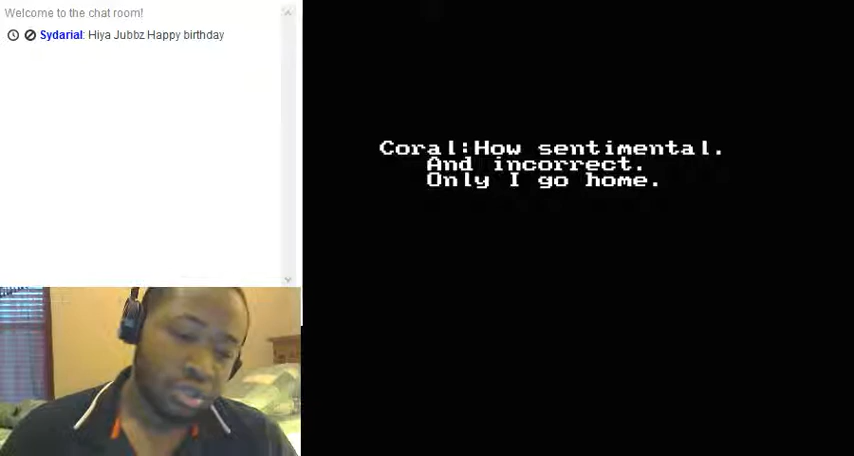 Welcome to the chat room!
Sydarial: Hiya Jubbz Happy birthday
Coral:How sentimental.
And incorrect.
Only I go home.